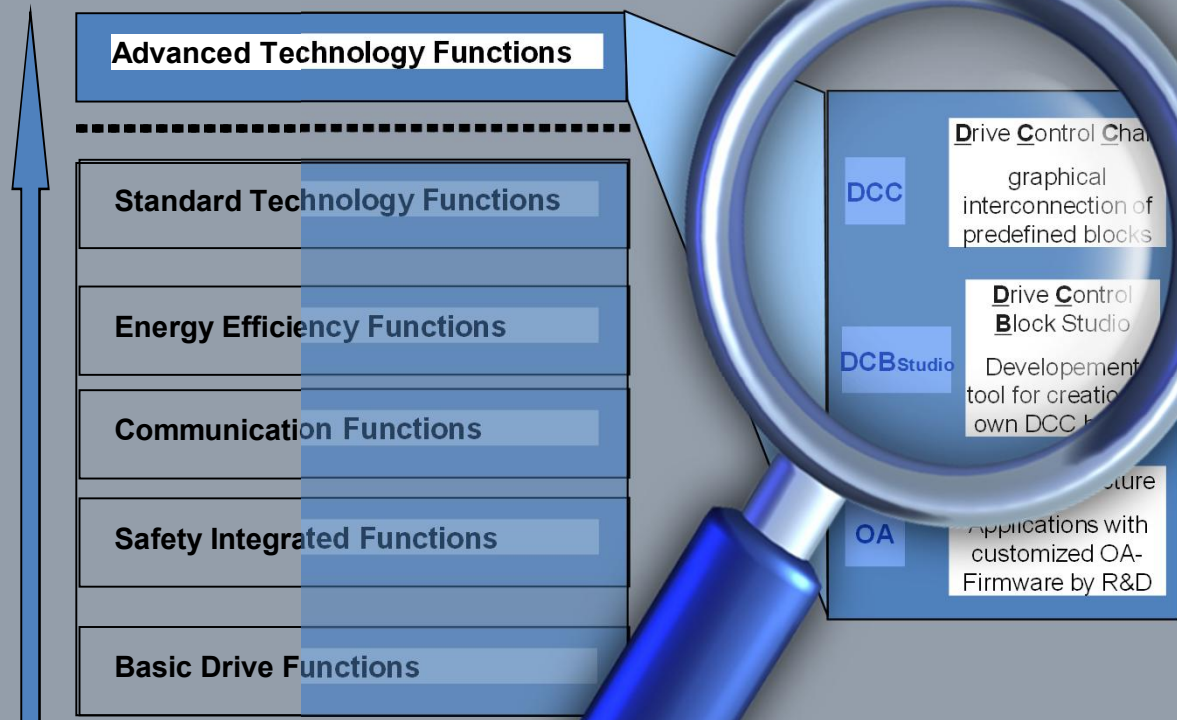 Advanced Technology Functions
Standard Technology Functions
Energy Efficiency Functions
Communication Functions
Safety Integrated Functions
Basic Drive Functions
DCC
Drive Control
graphical
interconnection of
predefined blocks
DCBStudio
Drive Control
Block Studio
Developement
tool for
own DCC
OA
Applications with
customized OA-
Firmware by R&D